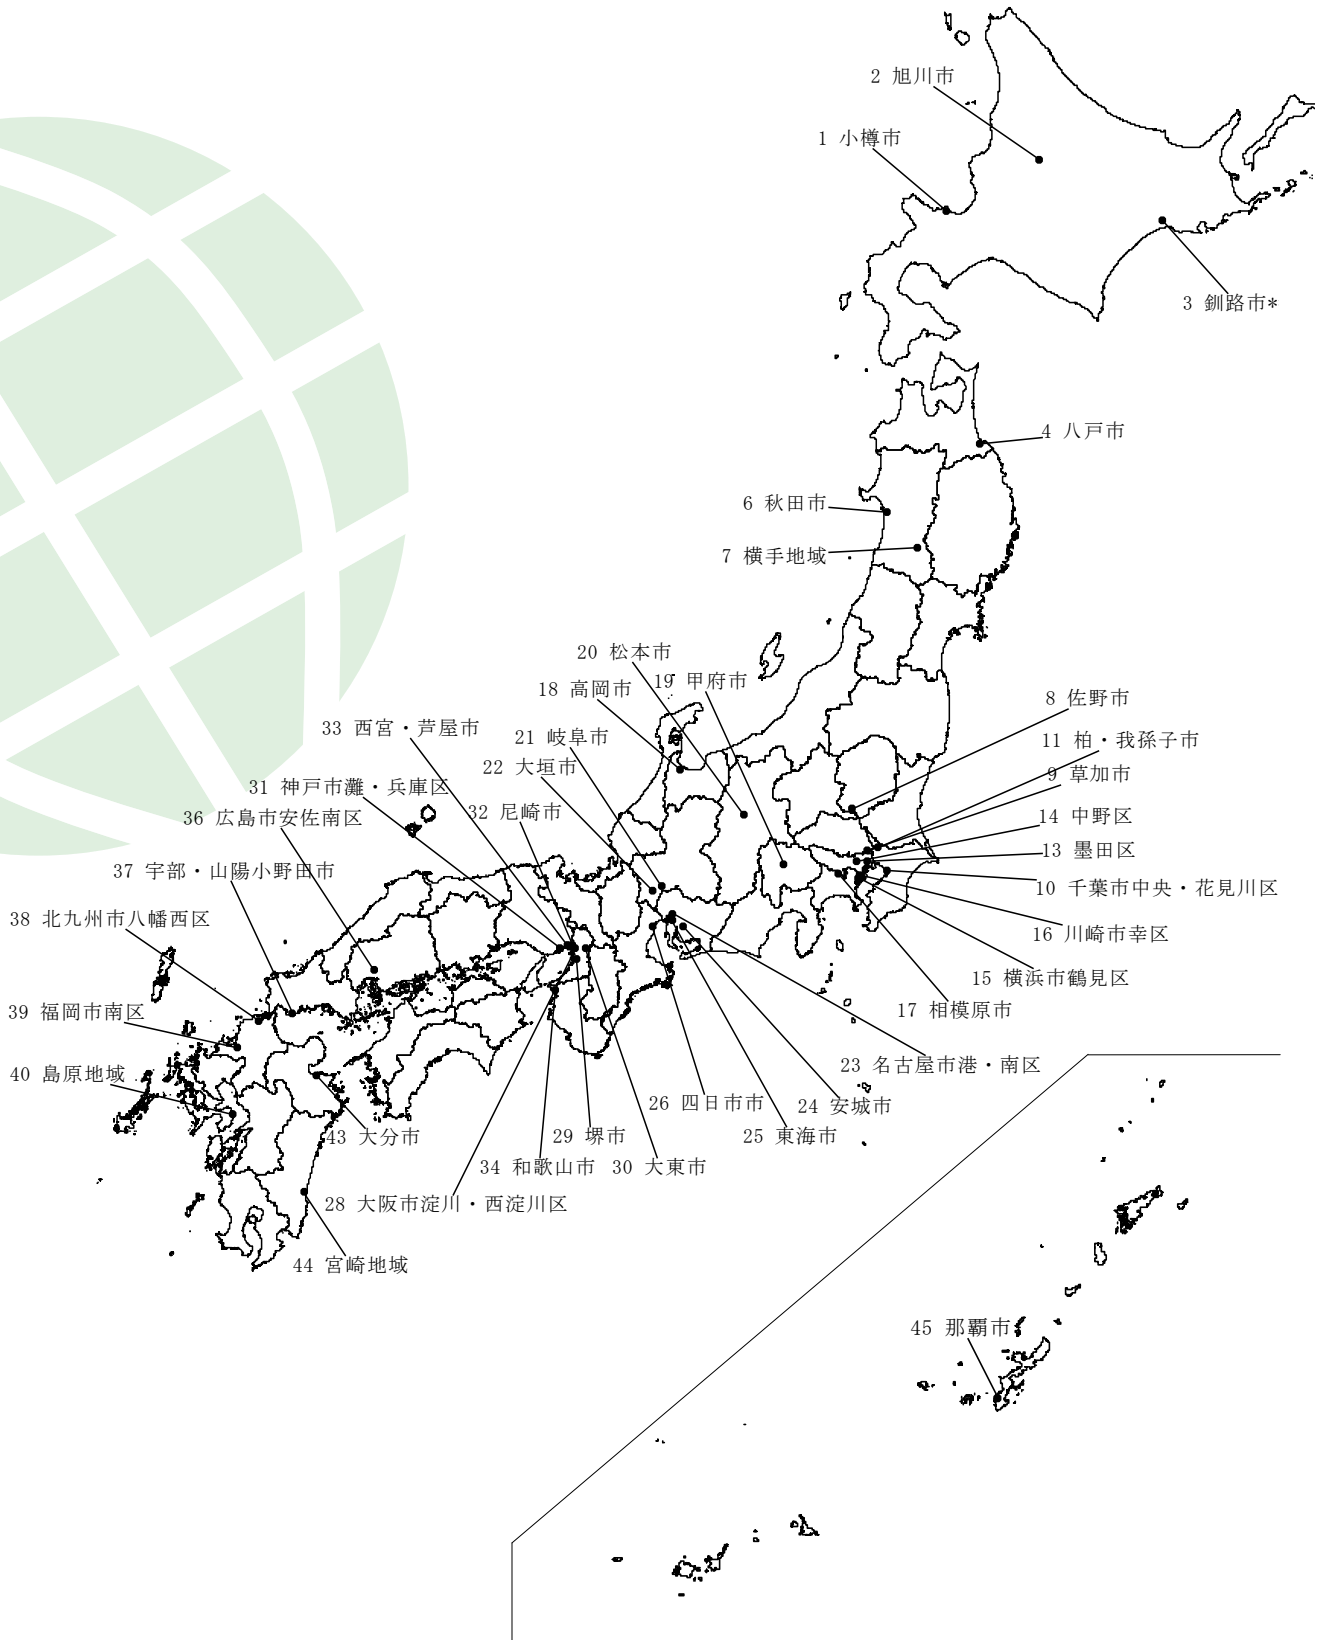 2 旭川市
1 小樽市
3 釧路市*
4 八戸市
6 秋田市
7 横手地域
20 松本市
19 甲府市
18 高岡市
8 佐野市
33 西宮・芦屋市
21 岐阜市
11 柏・我孫子市
22 大垣市
9 草加市
31 神戸市灘・兵庫区
32 尼崎市
36 広島市安佐南区
14 中野区
13 墨田区
37 宇部・山陽小野田市
10 千葉市中央・花見川区
38 北九州市八幡西区
16 川崎市幸区
15 横浜市鶴見区
39 福岡市南区
17 相模原市
23 名古屋市港・南区
40 島原地域
26 四日市市
24 安城市
43 大分市
29 堺市
25 東海市
34 和歌山市
30 大東市
28 大阪市淀川・西淀川区
44 宮崎地域
45 那覇市